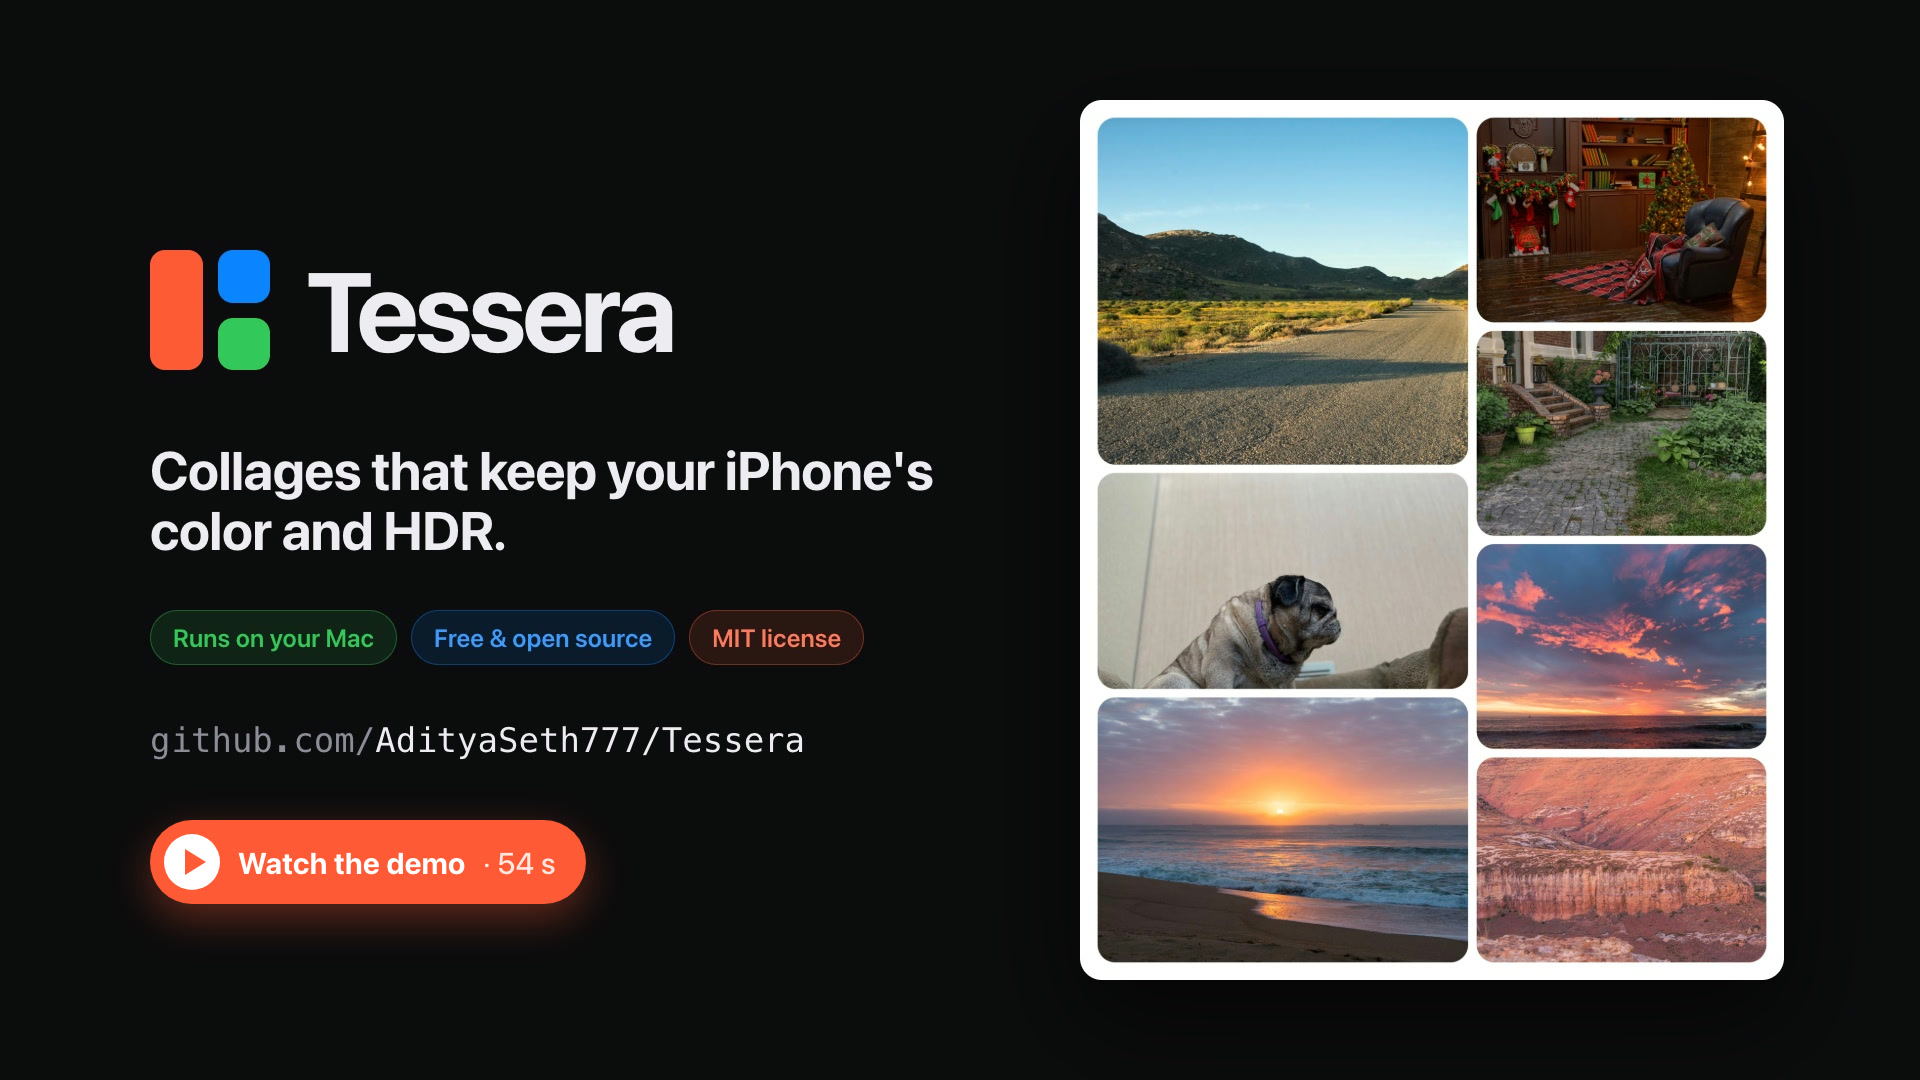 Tessera
Collages that keep your iPhone's
color and HDR.
Runs on your Mac
Free & open source
MIT license
github.com/AdityaSeth777/Tessera
Watch the demo · 54 s